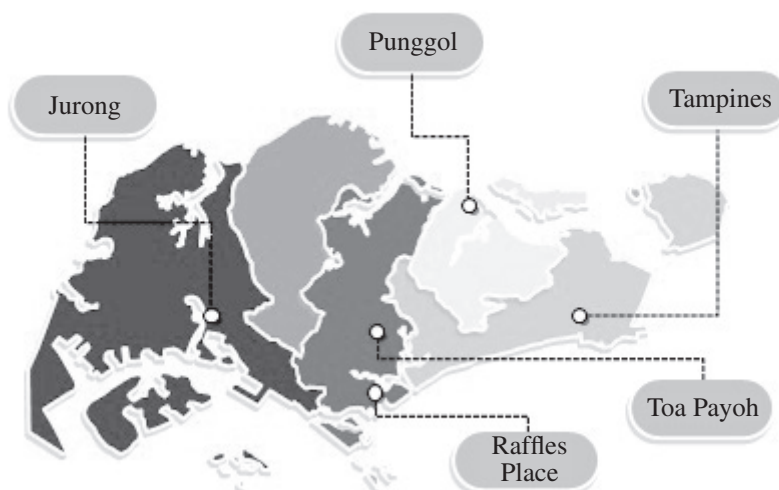 Punggol
Jurong
Tampines
Toa Payoh
Raffles
Place